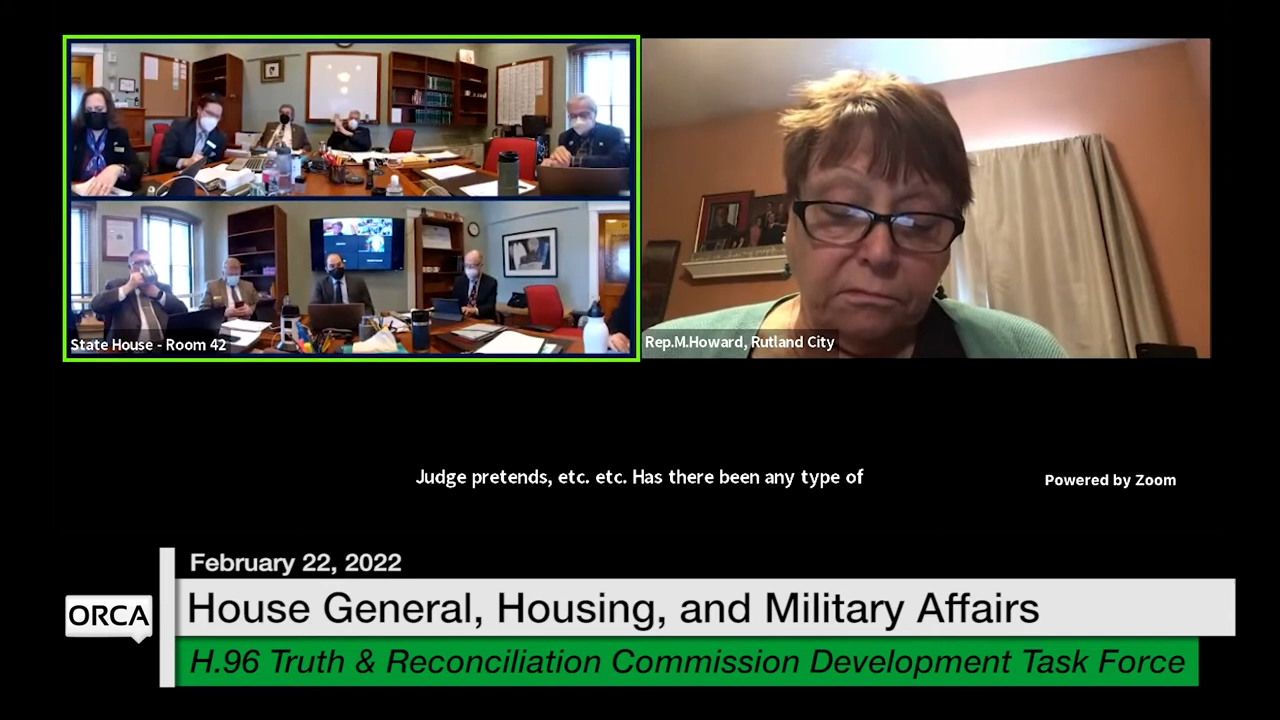 State House - Room 42
Rep.M.Howard, Rutland City
Judge pretends, etc. etc. Has there been any type of
Powered by Zoom
February 22, 2022
ORCA
House General, Housing, and Military Affairs
H.96 Truth & Reconciliation Commission Development Task Force